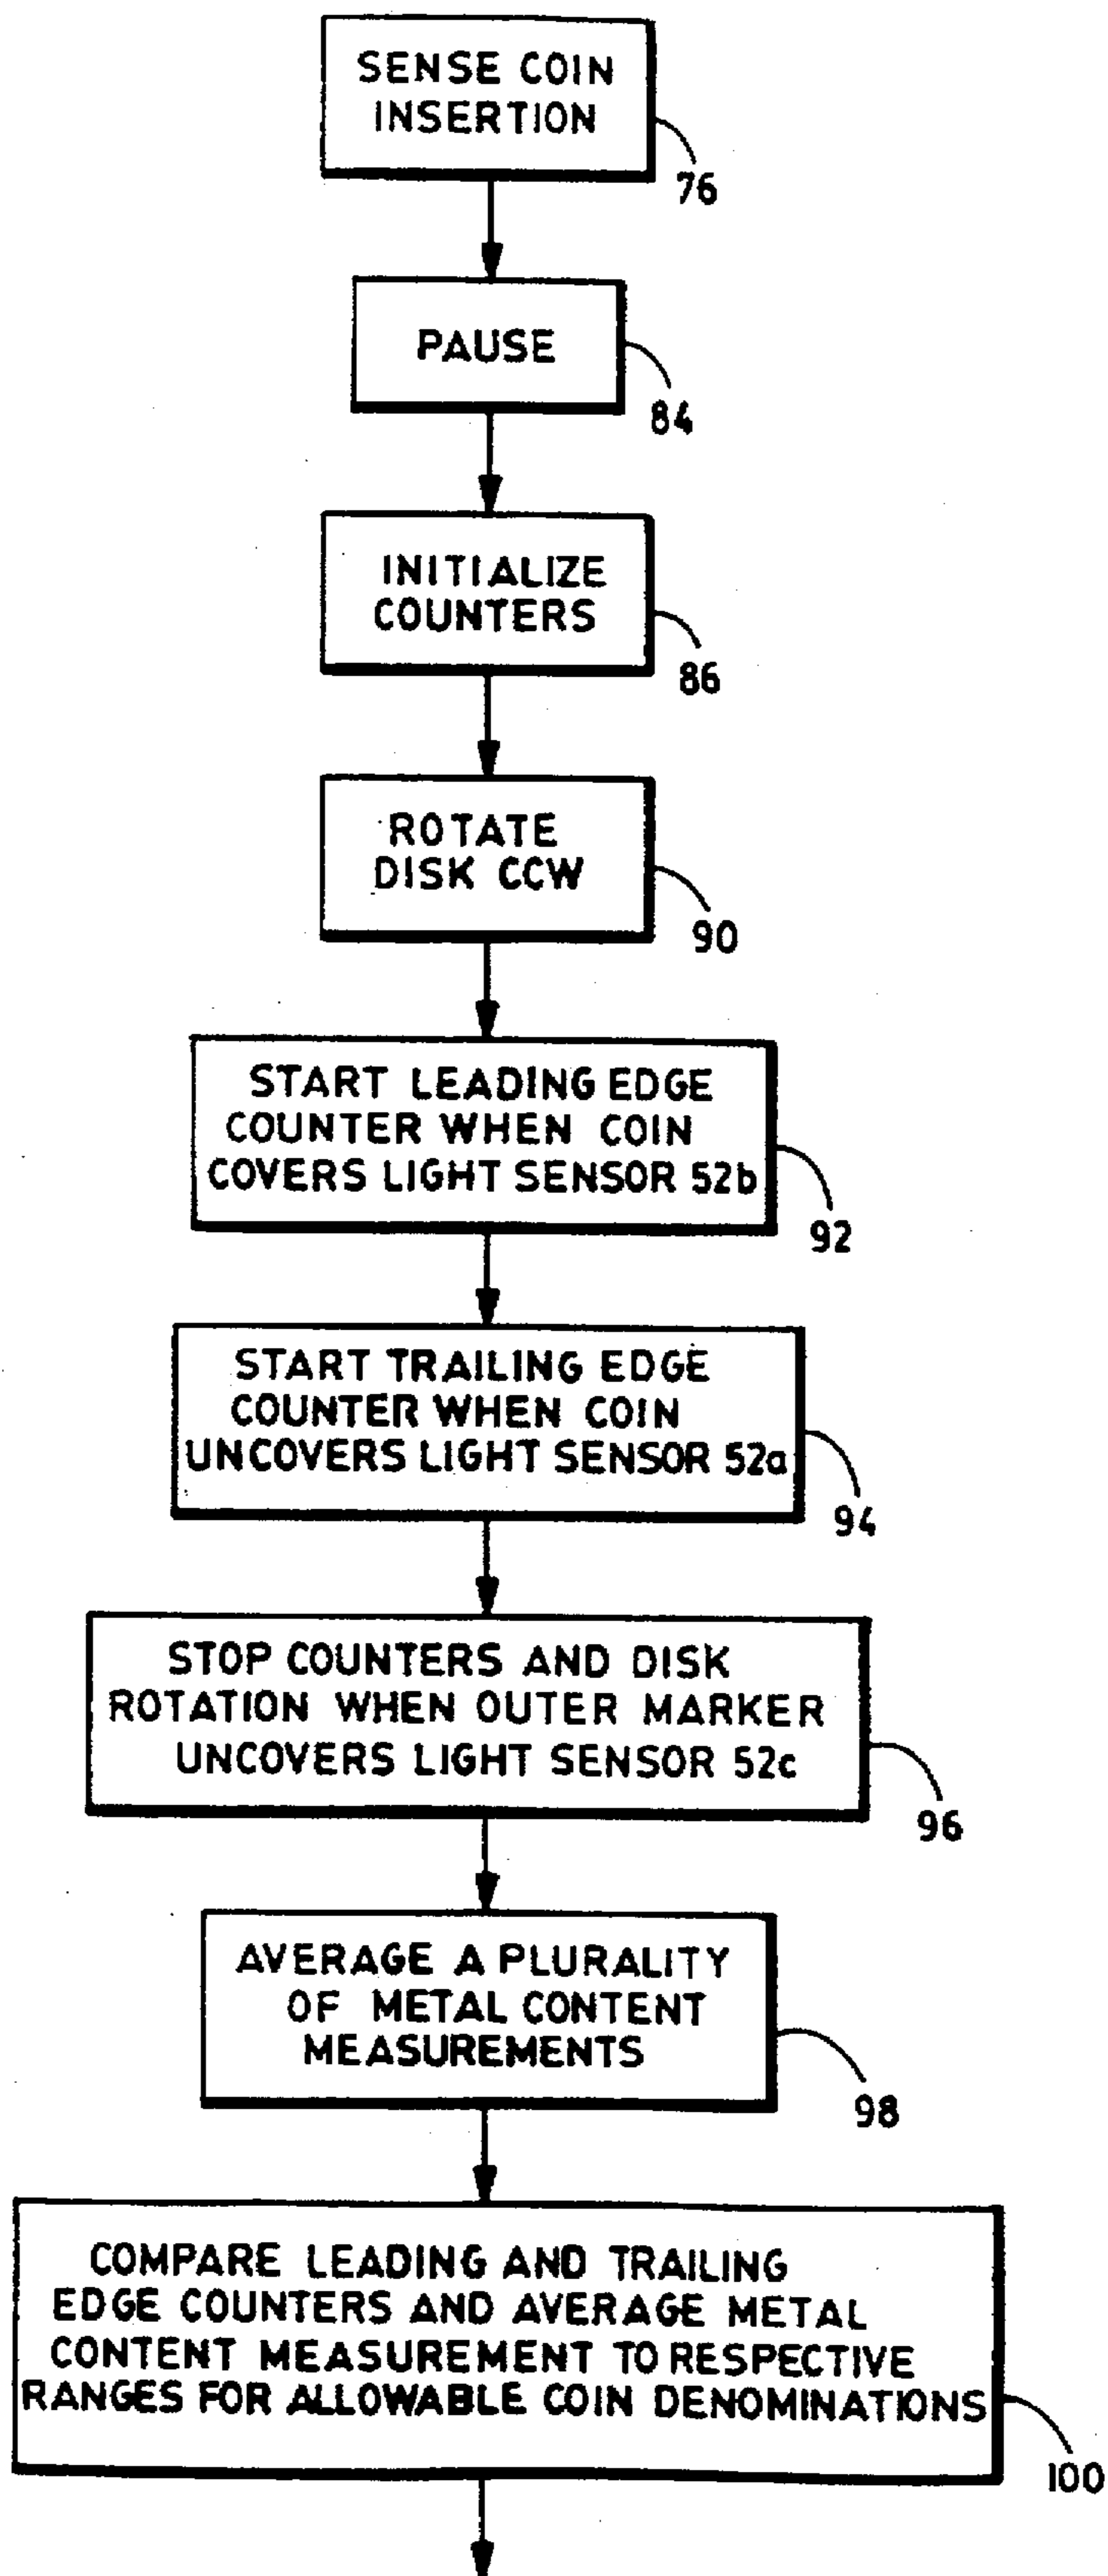 SENSE COIN
INSERTION
76
PAUSE
84
INITIALIZE
COUNTERS
86
ROTATE
DISK CCW
90
START LEADING EDGE
COUNTER WHEN COIN
COVERS LIGHT SENSOR 52b
92
START TRAILING EDGE
COUNTER WHEN COIN
UNCOVERS LIGHT SENSOR 52a
94
STOP COUNTERS AND DISK
ROTATION WHEN OUTER MARKER
UNCOVERS LIGHT SENSOR 52c
96
AVERAGE A PLURALITY
OF METAL CONTENT
MEASUREMENTS
98
COMPARE LEADING AND TRAILING
EDGE COUNTERS AND AVERAGE METAL
CONTENT MEASUREMENT TO RESPECTIVE
RANGES FOR ALLOWABLE COIN DENOMINATIONS
100